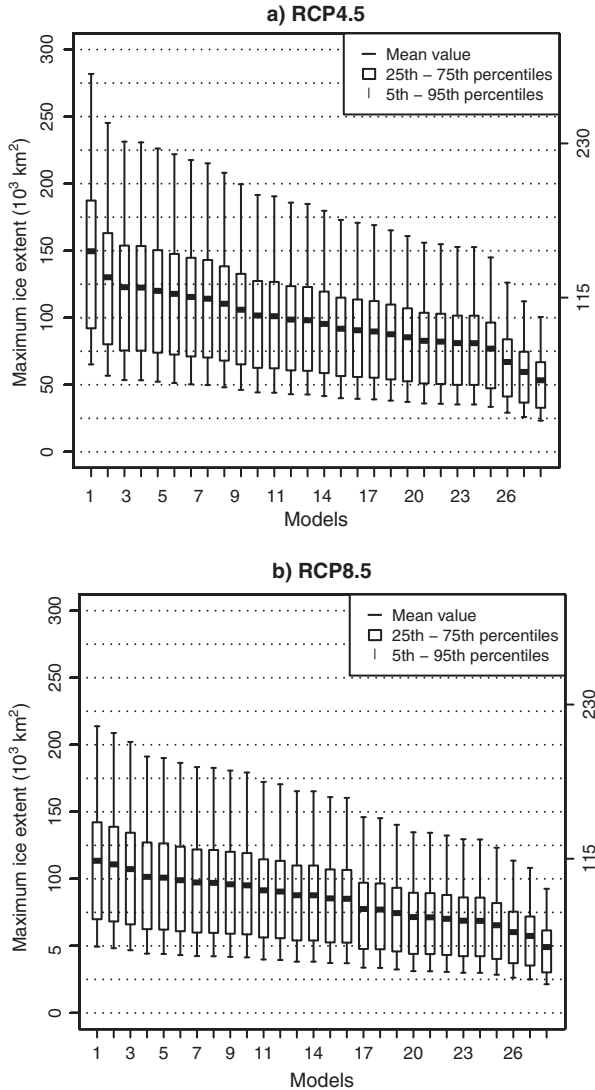 a) RCP4.5
Mean value
25th − 75th percentiles
5th − 95th percentiles
Maximum ice extent (10³ km²)
300
250
200
150
100
50
0
230
115
1 3 5 7 9 11 14 17 20 23 26
Models
b) RCP8.5
Mean value
25th − 75th percentiles
5th − 95th percentiles
Maximum ice extent (10³ km²)
300
250
200
150
100
5
0
230
115
1 3 5 7 9 11 14 17 20 23 26
Models